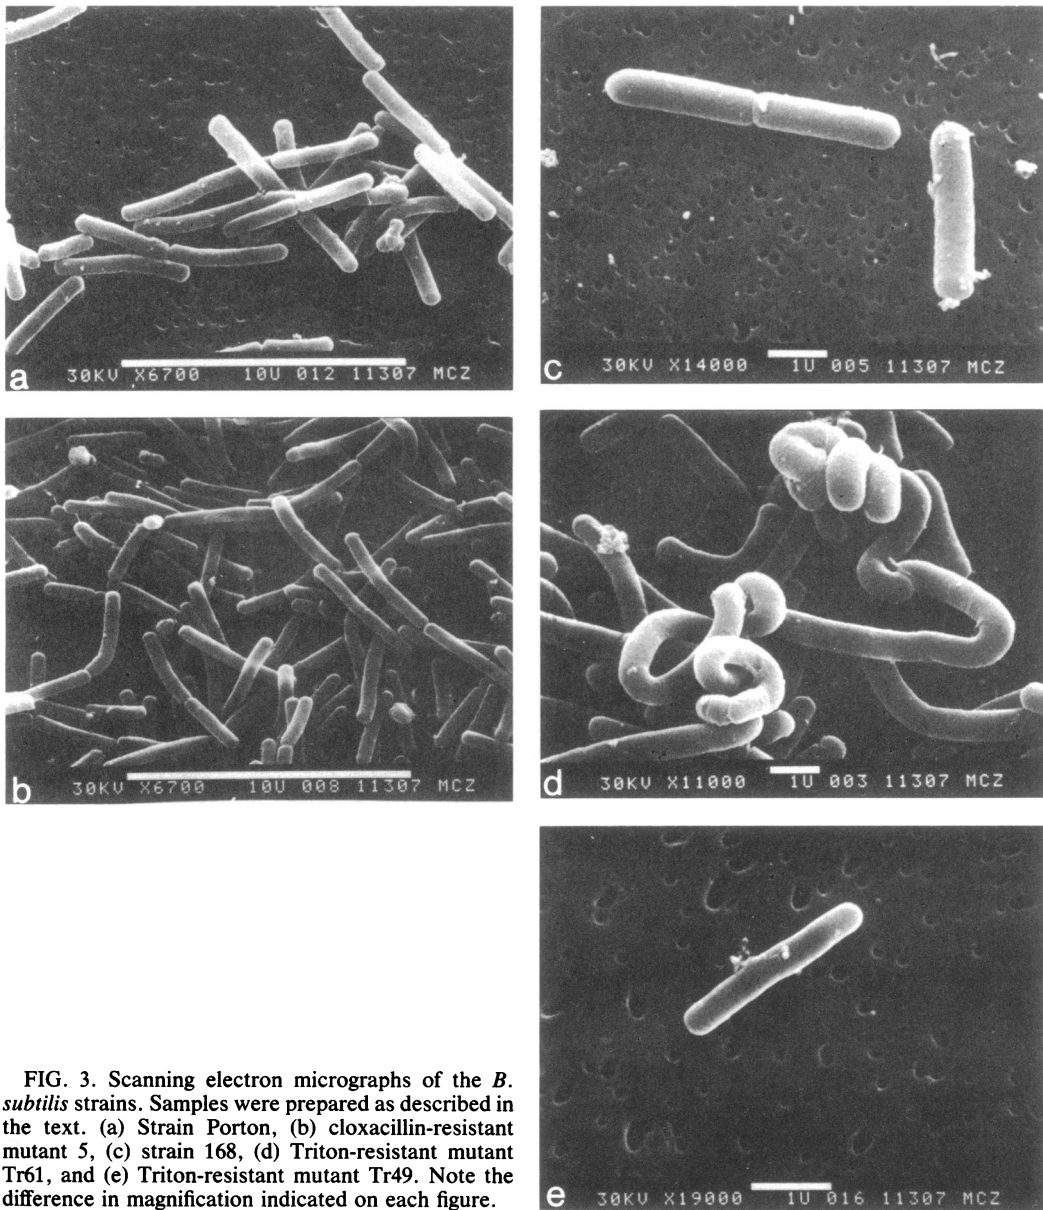 a
30KV X6700 10U 012 11307 MCZ
b
30KV X6700 10U 008 11307 MCZ
c
30KV X14000 1U 005 11307 MCZ
d
30KV X11000 1U 003 11307 MCZ
e
30KV X19000 1U 016 11307 MCZ
FIG. 3. Scanning electron micrographs of the B.
subtilis strains. Samples were prepared as described in
the text. (a) Strain Porton, (b) cloxacillin-resistant
mutant 5, (c) strain 168, (d) Triton-resistant mutant
Tr61, and (e) Triton-resistant mutant Tr49. Note the
difference in magnification indicated on each figure.